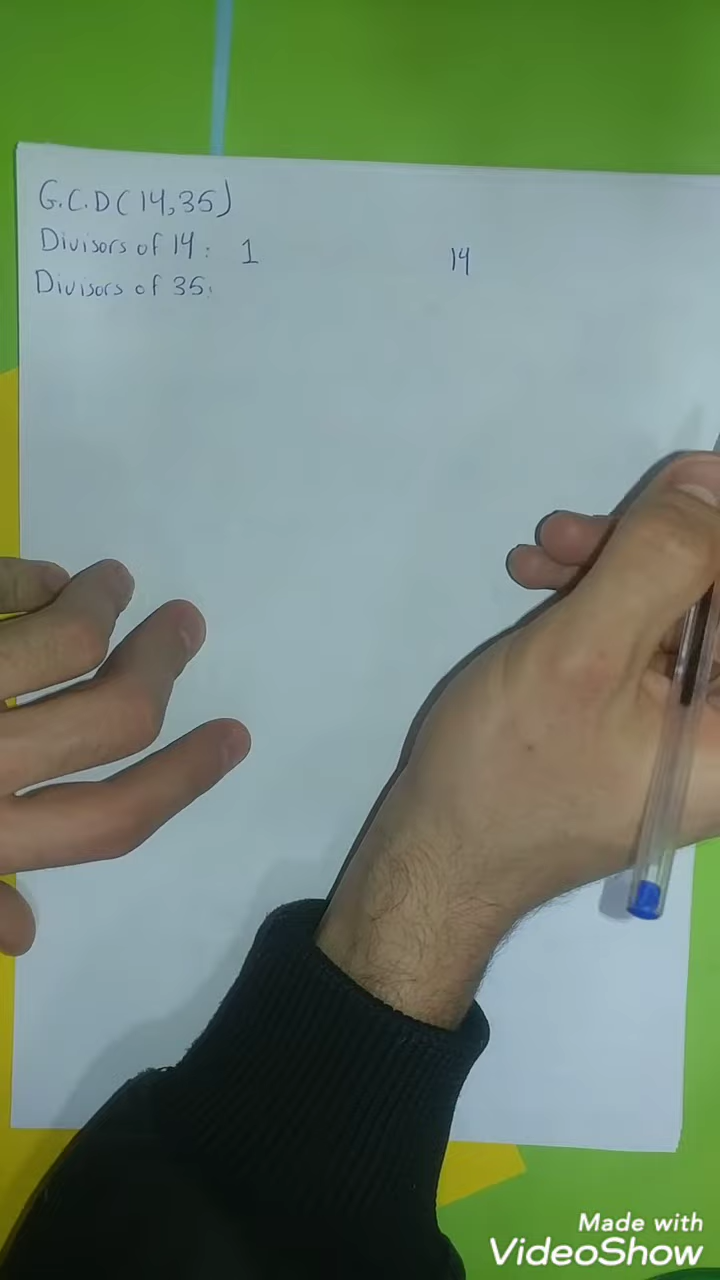 G.C.D(14,35)
Divisors of 14: 1 14
Divisors of 35:
Made with
VideoShow